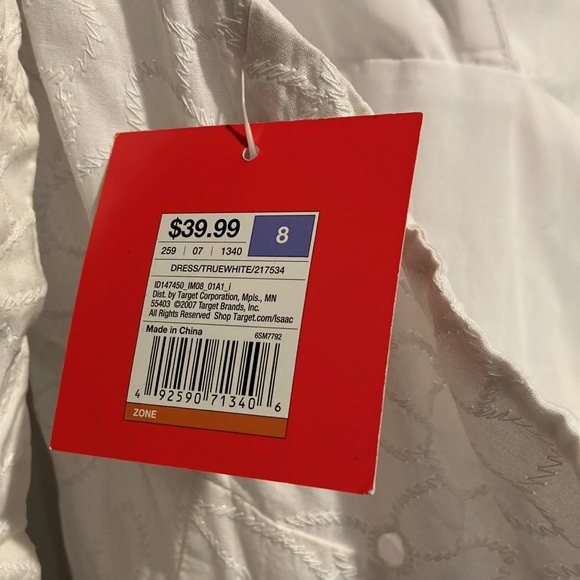 $39.99 8
259 | 07 | 1340
DRESS/TRUEWHITE/217534
ID147450_IM08_01A1_i
Dist. by Target Corporation, Mpls., MN
55403 ©2007 Target Brands, Inc.
All Rights Reserved Shop Target.com/Isaac
Made in China 6SM7792
4 92590 71340 6
ZONE